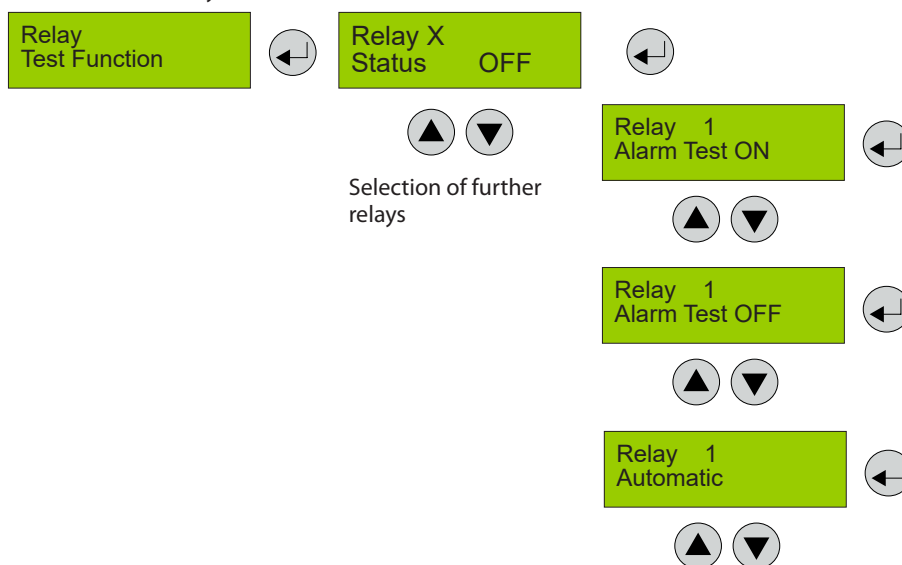 Relay
Test Function
Relay X
Status OFF
Selection of further
relays
Relay 1
Alarm Test ON
Relay 1
Alarm Test OFF
Relay 1
Automatic